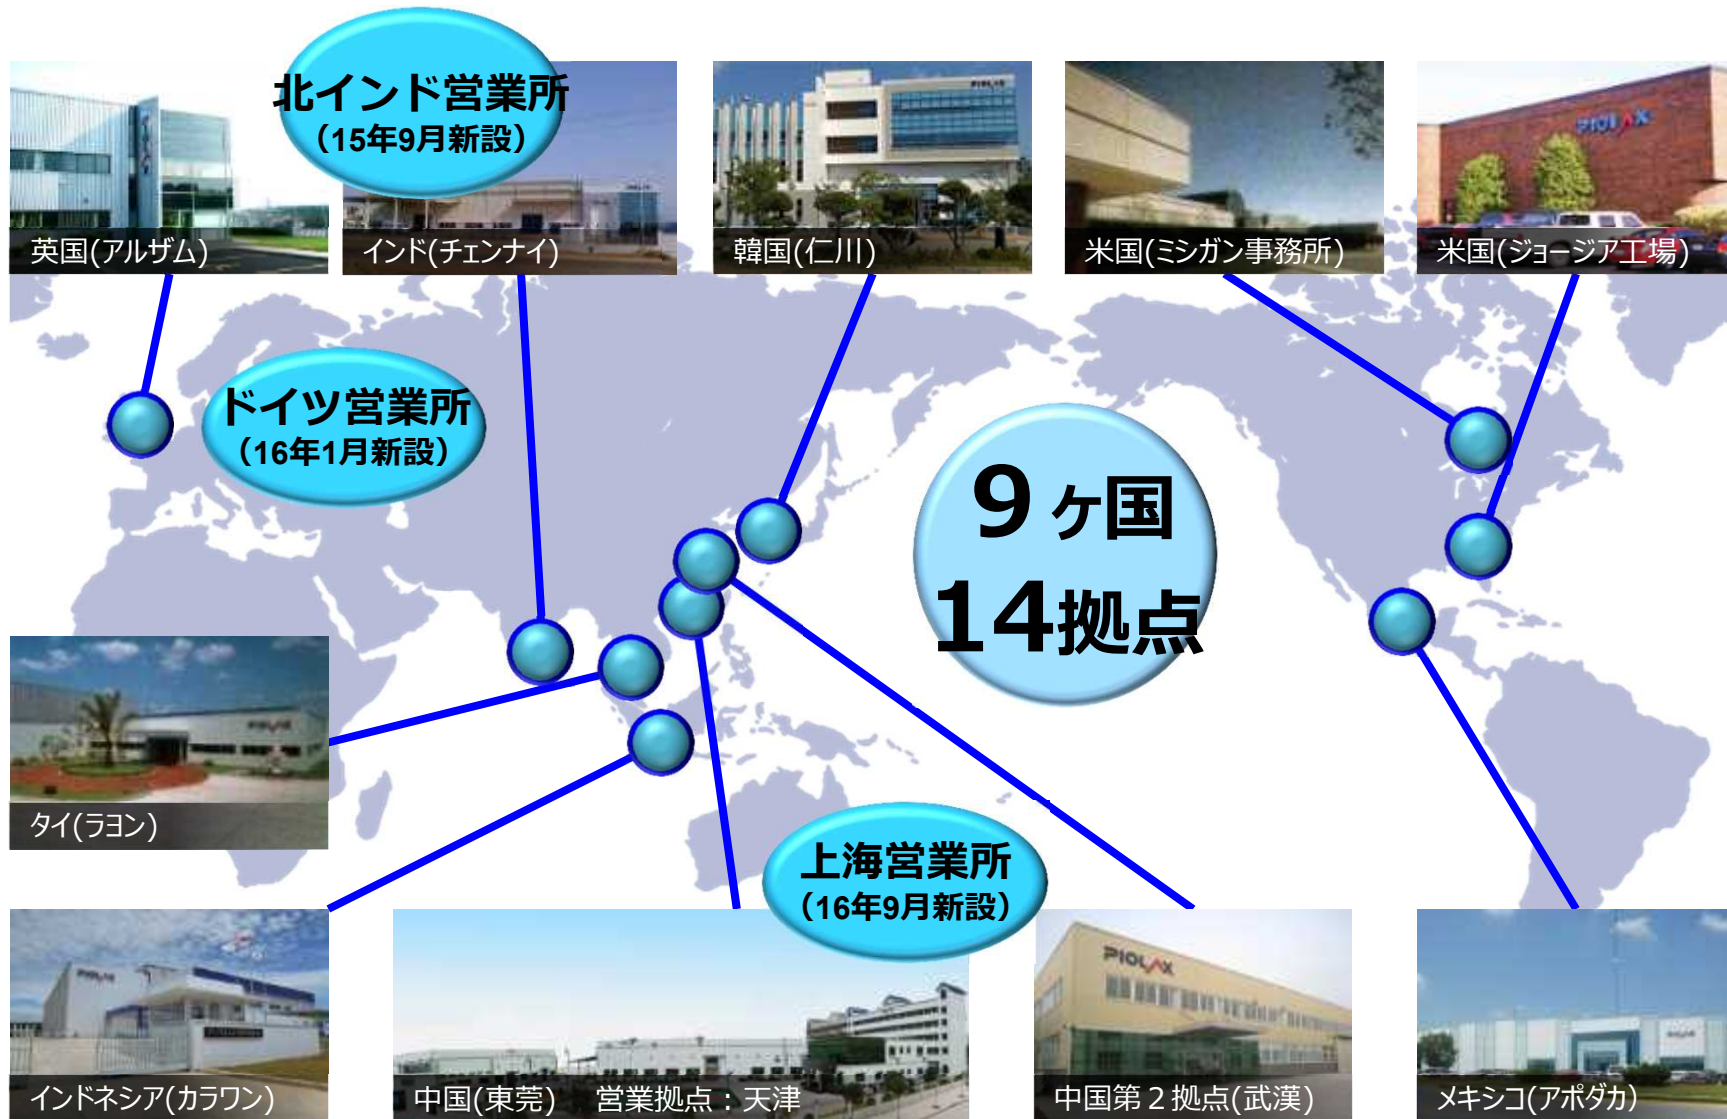 北インド営業所
（15年9月新設）
PIOLAX
PIOLAX
PIOLAX
英国(アルザム)
インド(チェンナイ)
韓国(仁川)
米国(ミシガン事務所)
米国(ジョージア工場)
ドイツ営業所
（16年1月新設）
9 ヶ国
14拠点
PIOLAX
タイ(ラヨン)
上海営業所
（16年9月新設）
PIOLAX
PIOLAX
インドネシア(カラワン)
中国(東莞)　営業拠点：天津
中国第２拠点(武漢)
メキシコ(アポダカ)